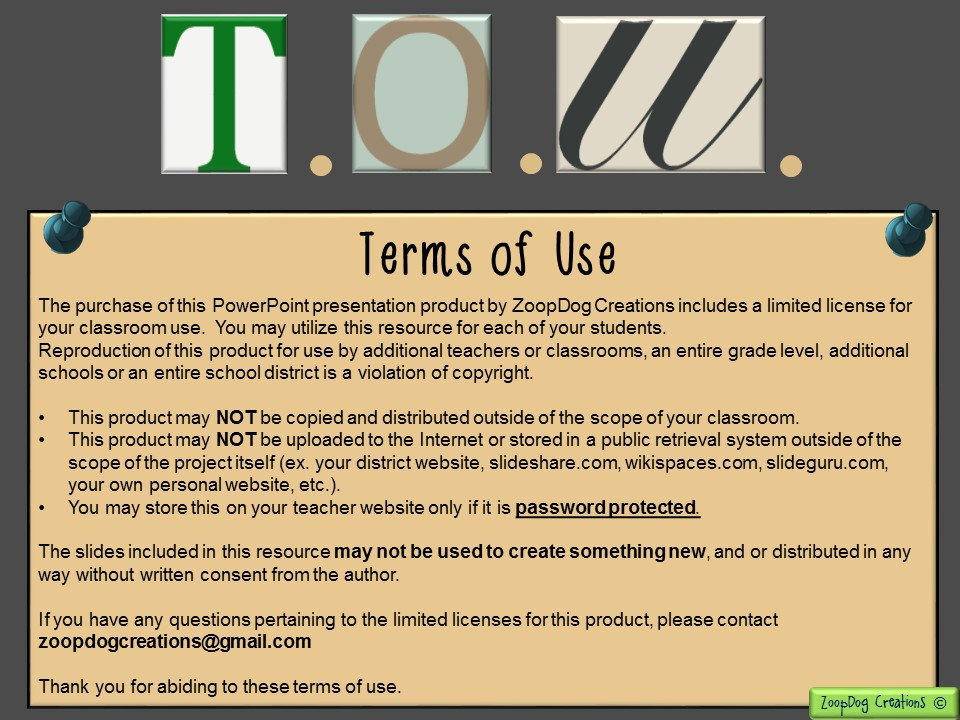 T.O.U.
Terms of Use
The purchase of this PowerPoint presentation product by ZoopDog Creations includes a limited license for
your classroom use.  You may utilize this resource for each of your students.
Reproduction of this product for use by additional teachers or classrooms, an entire grade level, additional
schools or an entire school district is a violation of copyright.
• This product may NOT be copied and distributed outside of the scope of your classroom.
• This product may NOT be uploaded to the Internet or stored in a public retrieval system outside of the
scope of the project itself (ex. your district website, slideshare.com, wikispaces.com, slideguru.com,
your own personal website, etc.).
• You may store this on your teacher website only if it is password protected.
The slides included in this resource may not be used to create something new, and or distributed in any
way without written consent from the author.
If you have any questions pertaining to the limited licenses for this product, please contact
zoopdogcreations@gmail.com
Thank you for abiding to these terms of use.
ZoopDog Creations ©